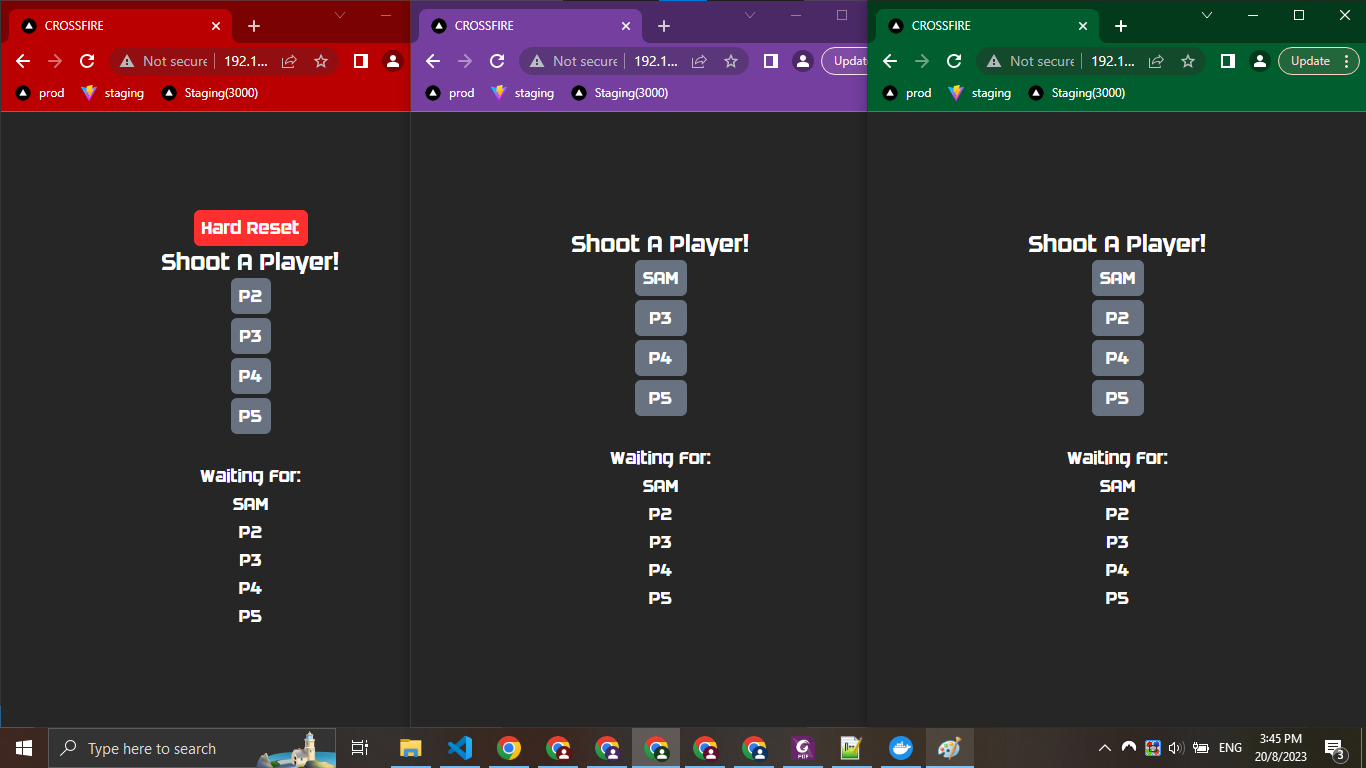 CROSSFIRE
Not secure 192.1...
prod staging Staging(3000)
Hard Reset
Shoot A Player!
P2
P3
P4
P5
Waiting For:
SAM
P2
P3
P4
P5
CROSSFIRE
Not secure 192.1... Updat
prod staging Staging(3000)
Shoot A Player!
SAM
P3
P4
P5
Waiting For:
SAM
P2
P3
P4
P5
CROSSFIRE
Not secure 192.1... Update
prod staging Staging(3000)
Shoot A Player!
SAM
P2
P4
P5
Waiting For:
SAM
P2
P3
P4
P5
Type here to search
PDF
ENG
3:45 PM
20/8/2023
3